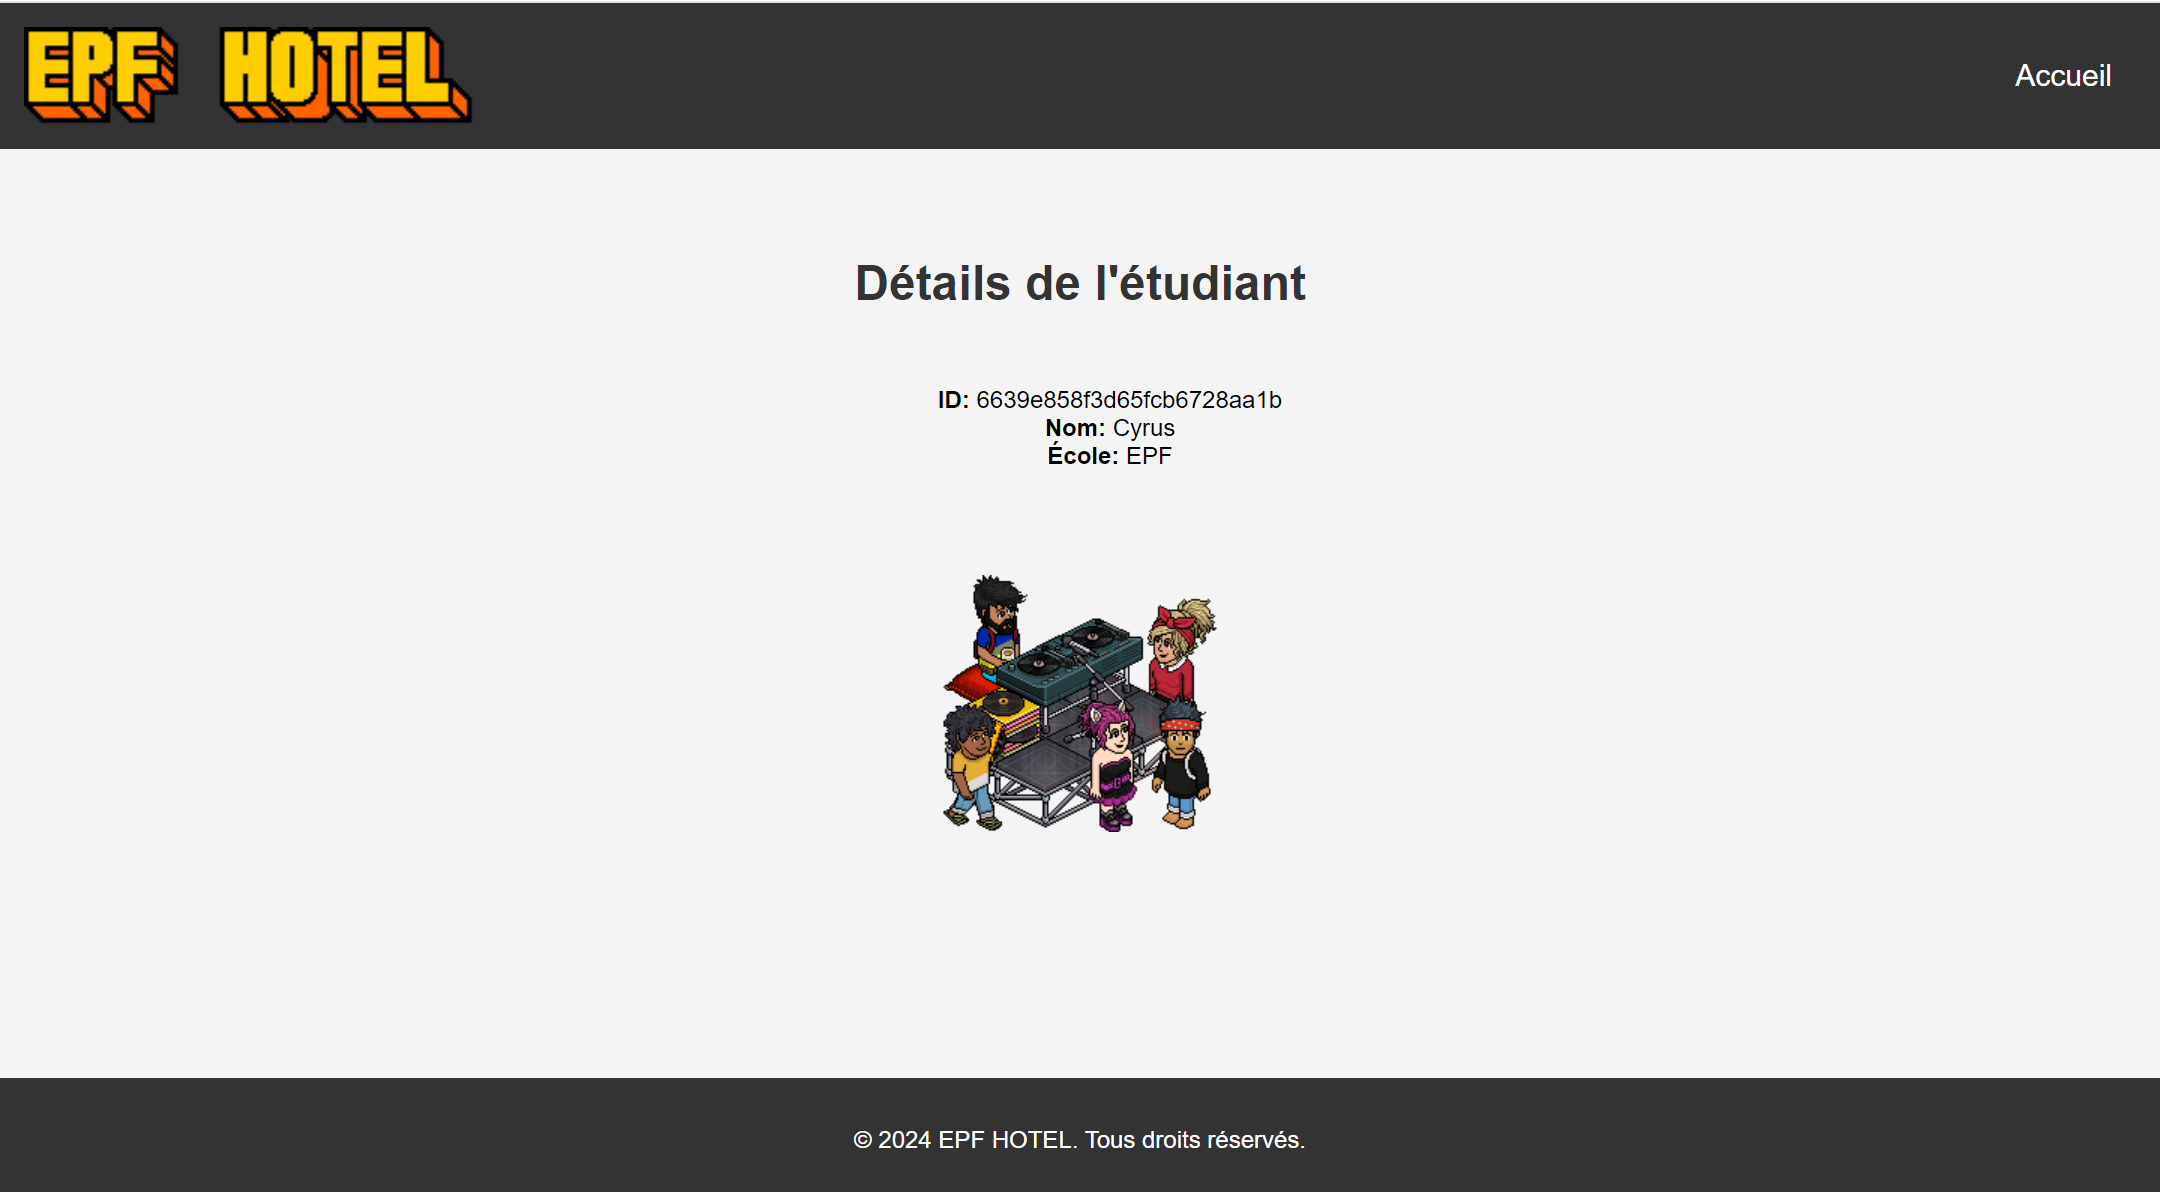 EPF HOTEL
Accueil
Détails de l'étudiant
ID: 6639e858f3d65fcb6728aa1b
Nom: Cyrus
École: EPF
© 2024 EPF HOTEL. Tous droits réservés.